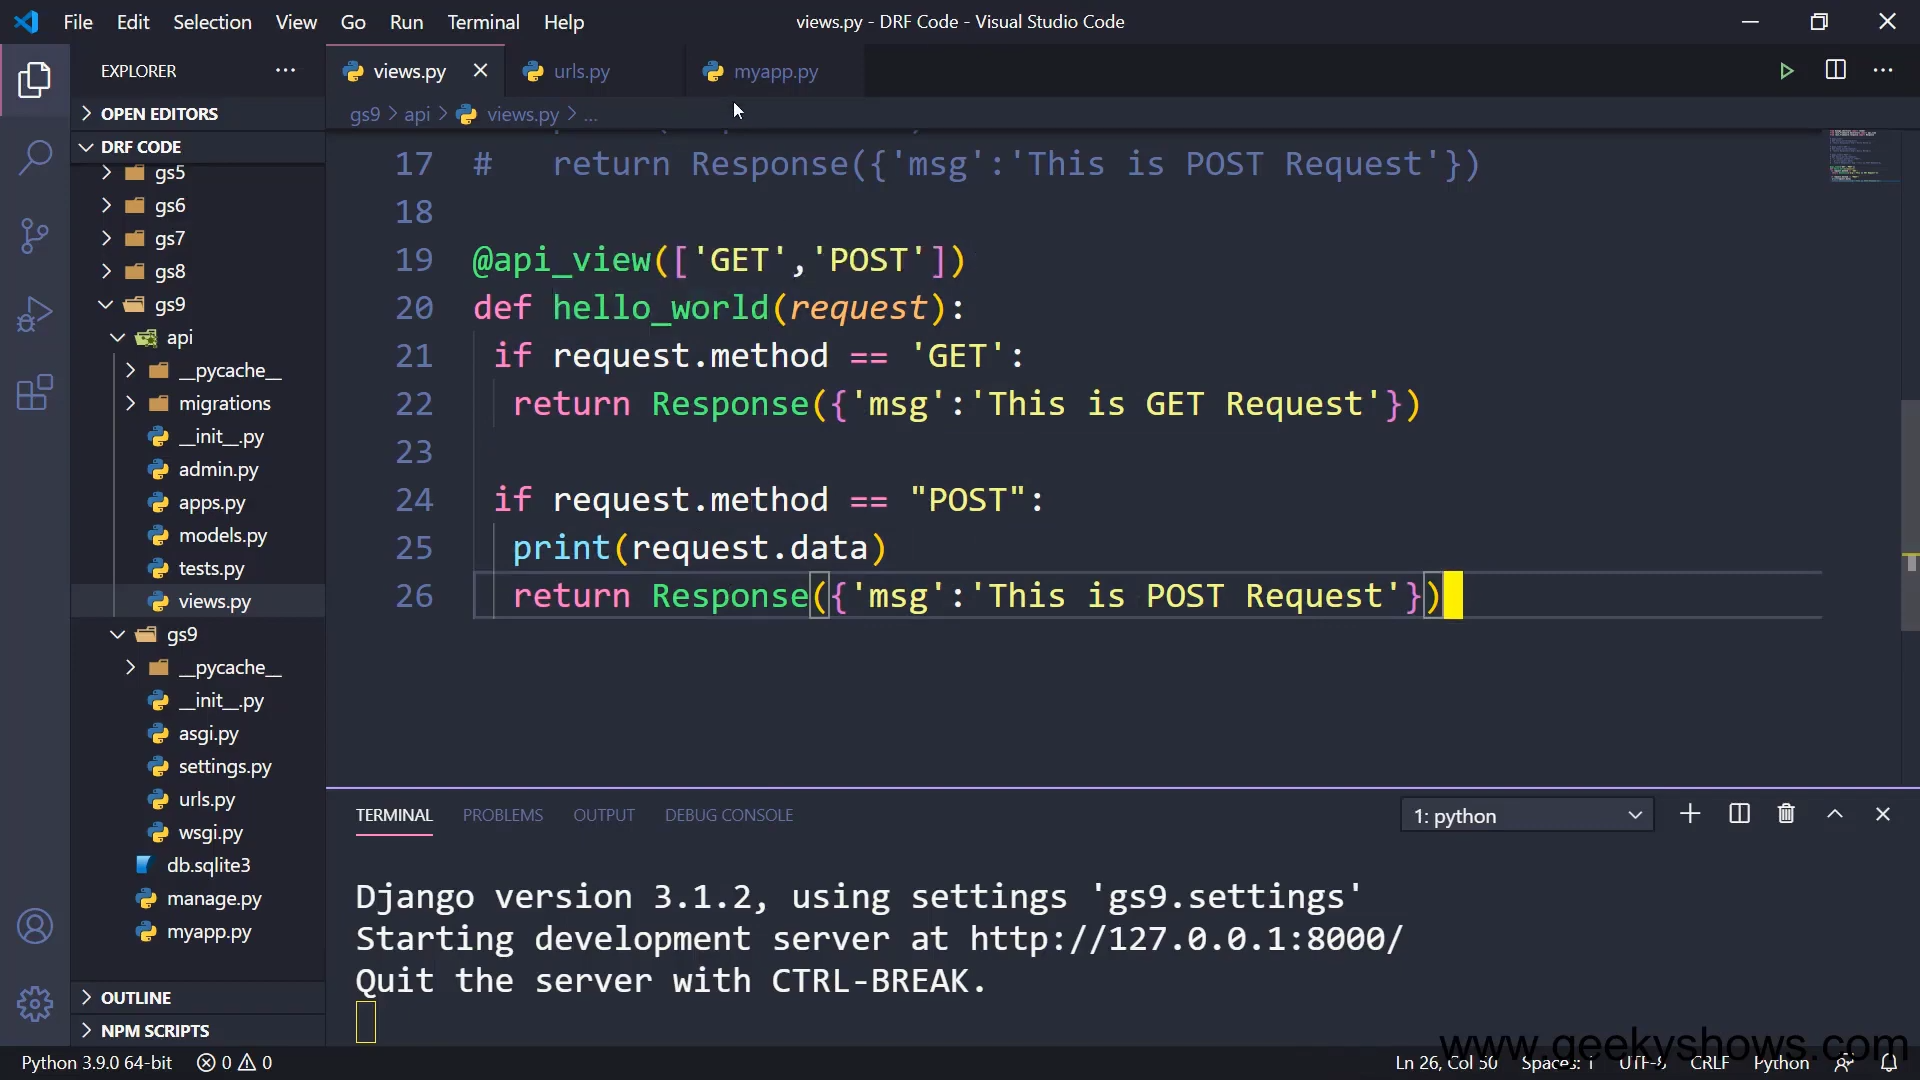 File Edit Selection View Go Run Terminal Help
views.py - DRF Code - Visual Studio Code
EXPLORER
OPEN EDITORS
DRF CODE
gs5
gs6
gs7
gs8
gs9
api
__pycache__
migrations
__init__.py
admin.py
apps.py
models.py
tests.py
views.py
gs9
__pycache__
__init__.py
asgi.py
settings.py
urls.py
wsgi.py
db.sqlite3
manage.py
myapp.py
OUTLINE
NPM SCRIPTS
views.py urls.py myapp.py
gs9 > api > views.py > ...
17 #   return Response({'msg':'This is POST Request'})
18
19 @api_view(['GET','POST'])
20 def hello_world(request):
21  if request.method == 'GET':
22   return Response({'msg':'This is GET Request'})
23
24  if request.method == "POST":
25   print(request.data)
26   return Response({'msg':'This is POST Request'})
TERMINAL PROBLEMS OUTPUT DEBUG CONSOLE
1: python
Django version 3.1.2, using settings 'gs9.settings'
Starting development server at http://127.0.0.1:8000/
Quit the server with CTRL-BREAK.
www.geekyshows.com
Python 3.9.0 64-bit 0 0 Ln 26, Col 50 Spaces: 1 UTF-8 CRLF Python